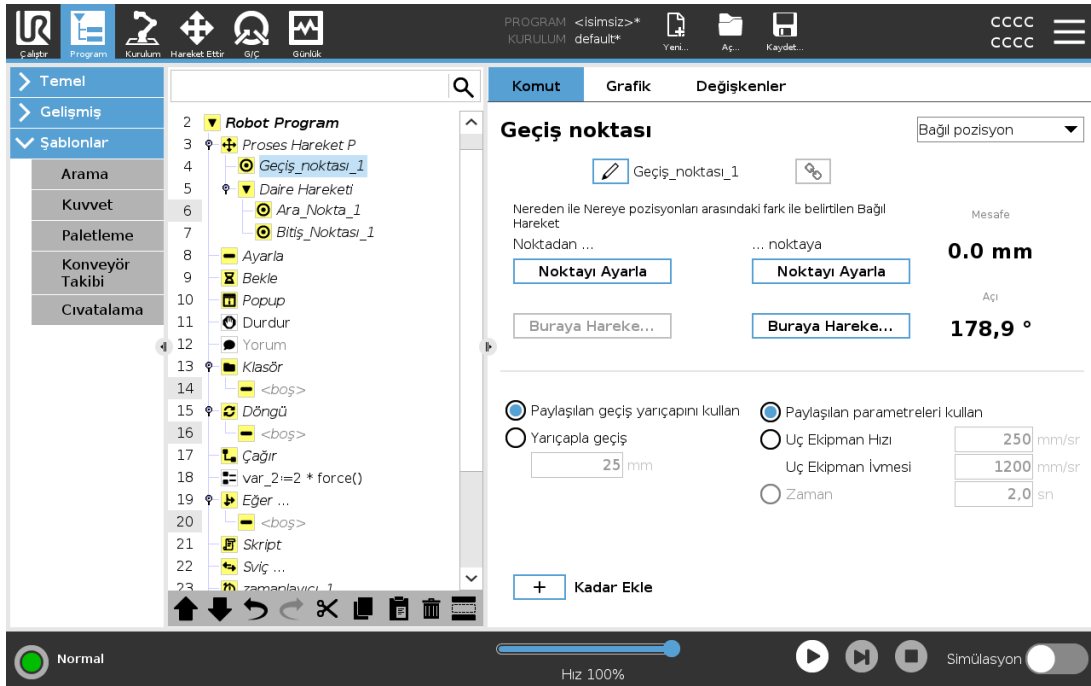 UR
Çalıştır
Program
Kurulum
Hareket Ettir
G/Ç
Günlük
PROGRAM <isimsiz>*
KURULUM default*
Yeni...
Aç...
Kaydet...
CCCC
CCCC
Temel
Gelişmiş
Şablonlar
Arama
Kuvvet
Paletleme
Konveyör
Takibi
Cıvatalama
2 Robot Program
3 Proses Hareket P
4 Geçiş_noktası_1
5 Daire Hareketi
6 Ara_Nokta_1
7 Bitiş_Noktası_1
8 Ayarla
9 Bekle
10 Popup
11 Durdur
12 Yorum
13 Klasör
14 <boş>
15 Döngü
16 <boş>
17 Çağır
18 var_2:=2 * force()
19 Eğer ...
20 <boş>
21 Skript
22 Sviç ...
23 zamanlayıcı_1
Komut
Grafik
Değişkenler
Geçiş noktası
Bağıl pozisyon
Geçiş_noktası_1
Nereden ile Nereye pozisyonları arasındaki fark ile belirtilen Bağıl
Hareket
Mesafe
0.0 mm
Noktadan ...
... noktaya
Noktayı Ayarla
Noktayı Ayarla
Açı
178,9 °
Buraya Hareke...
Buraya Hareke...
Paylaşılan geçiş yarıçapını kullan
Yarıçapla geçiş
25 mm
Paylaşılan parametreleri kullan
Uç Ekipman Hızı 250 mm/sr
Uç Ekipman İvmesi 1200 mm/sr
Zaman 2,0 sn
+ Kadar Ekle
Normal
Hız 100%
Simülasyon